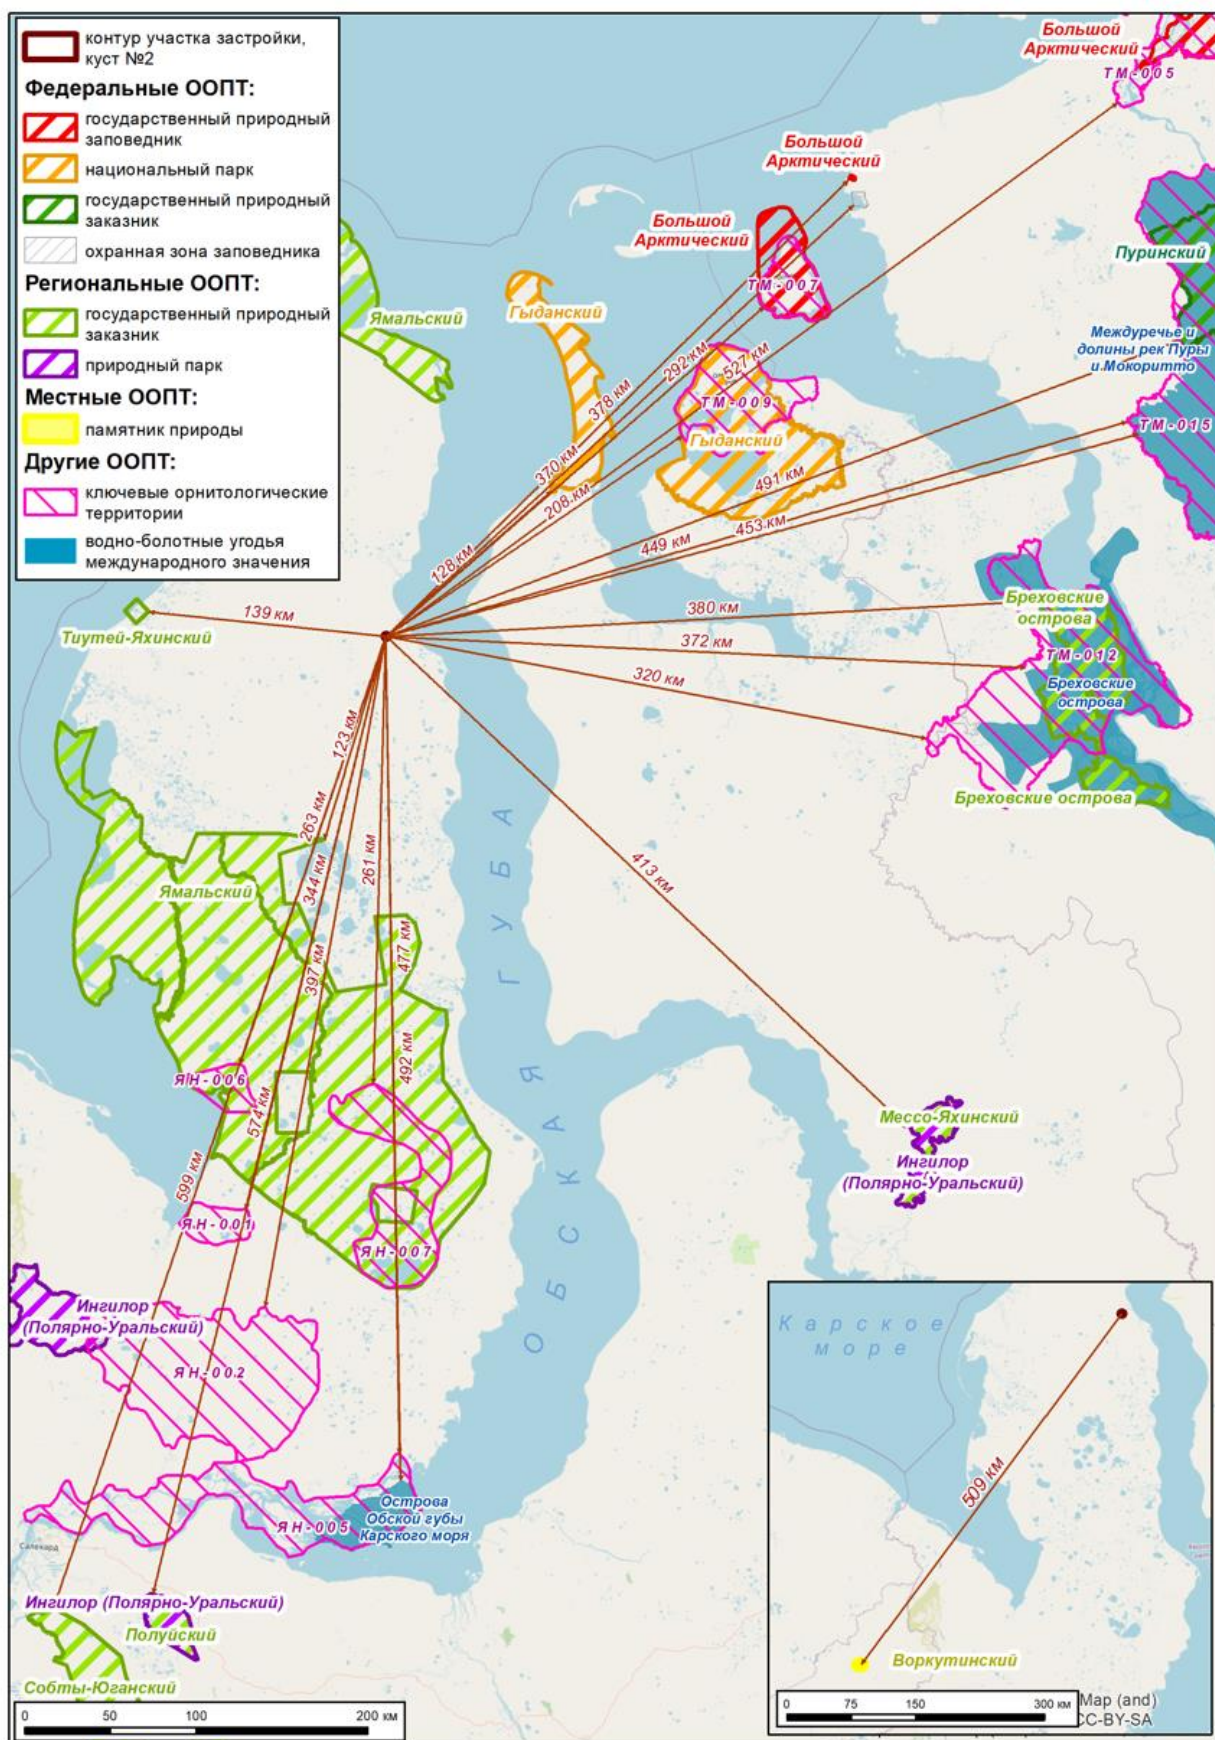 контур участка застройки,
куст №2
Федеральные ООПТ:
государственный природный
заповедник
национальный парк
государственный природный
заказник
охранная зона заповедника
Региональные ООПТ:
государственный природный
заказник
природный парк
Местные ООПТ:
памятник природы
Другие ООПТ:
ключевые орнитологические
территории
водно-болотные угодья
международного значения
Большой
Арктический
ТМ-005
Большой
Арктический
Большой
Арктический
ТМ-007
Пуринский
Ямальский
Гыданский
Междуречье и
долины рек Пуры
и Мокоритто
292 км
527 км
378 км
ТМ-009
ТМ-015
Гыданский
370 км
491 км
208 км
453 км
449 км
128 км
139 км
380 км
Бреховские
острова
Тиутей-Яхинский
372 км
ТМ-012
320 км
Бреховские
острова
123 км
Бреховские острова
263 км
261 км
413 км
344 км
Ямальский
477 км
397 км
492 км
ОБСКАЯ ГУБА
ЯН-006
574 км
Мессо-Яхинский
Ингилор
(Полярно-Уральский)
599 км
ЯН-001
ЯН-007
Ингилор
(Полярно-Уральский)
ЯН-002
Карское
море
509 км
Острова
Обской губы
Карского моря
ЯН-005
Салехард
Ингилор (Полярно-Уральский)
Полуйский
Собты-Юганский
Воркутинский
0 50 100 200 км
0 75 150 300 км
Map (and)
CC-BY-SA